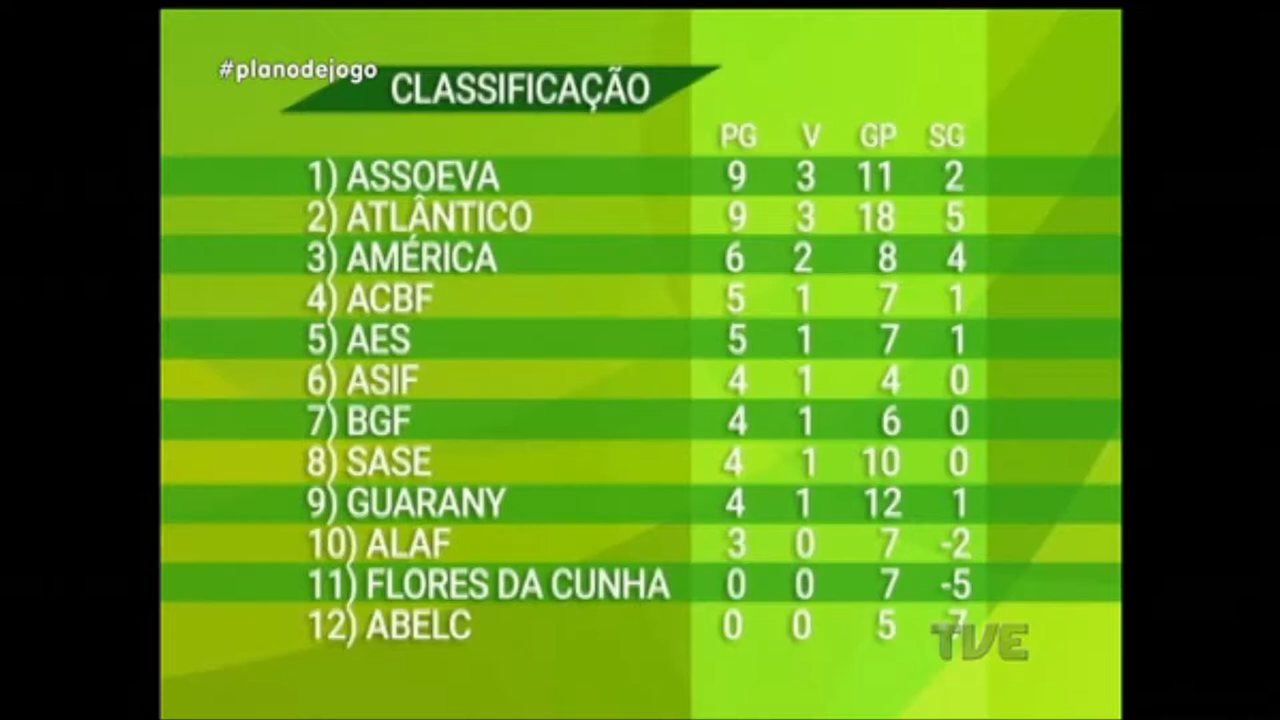 #planodejogo
CLASSIFICAÇÃO
PG V GP SG
1) ASSOEVA 9 3 11 2
2) ATLÂNTICO 9 3 18 5
3) AMÉRICA 6 2 8 4
4) ACBF 5 1 7 1
5) AES 5 1 7 1
6) ASIF 4 1 4 0
7) BGF 4 1 6 0
8) SASE 4 1 10 0
9) GUARANY 4 1 12 1
10) ALAF 3 0 7 -2
11) FLORES DA CUNHA 0 0 7 -5
12) ABELC 0 0 5 -7
TVE